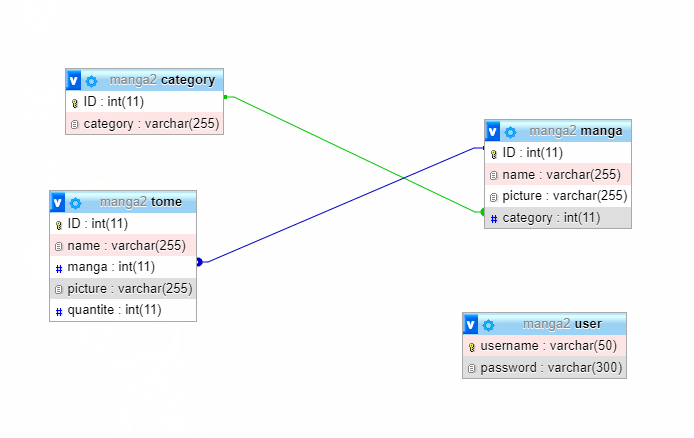 manga2 category
ID : int(11)
category : varchar(255)
manga2 manga
ID : int(11)
name : varchar(255)
picture : varchar(255)
# category : int(11)
manga2 tome
ID : int(11)
name : varchar(255)
# manga : int(11)
picture : varchar(255)
# quantite : int(11)
manga2 user
username : varchar(50)
password : varchar(300)